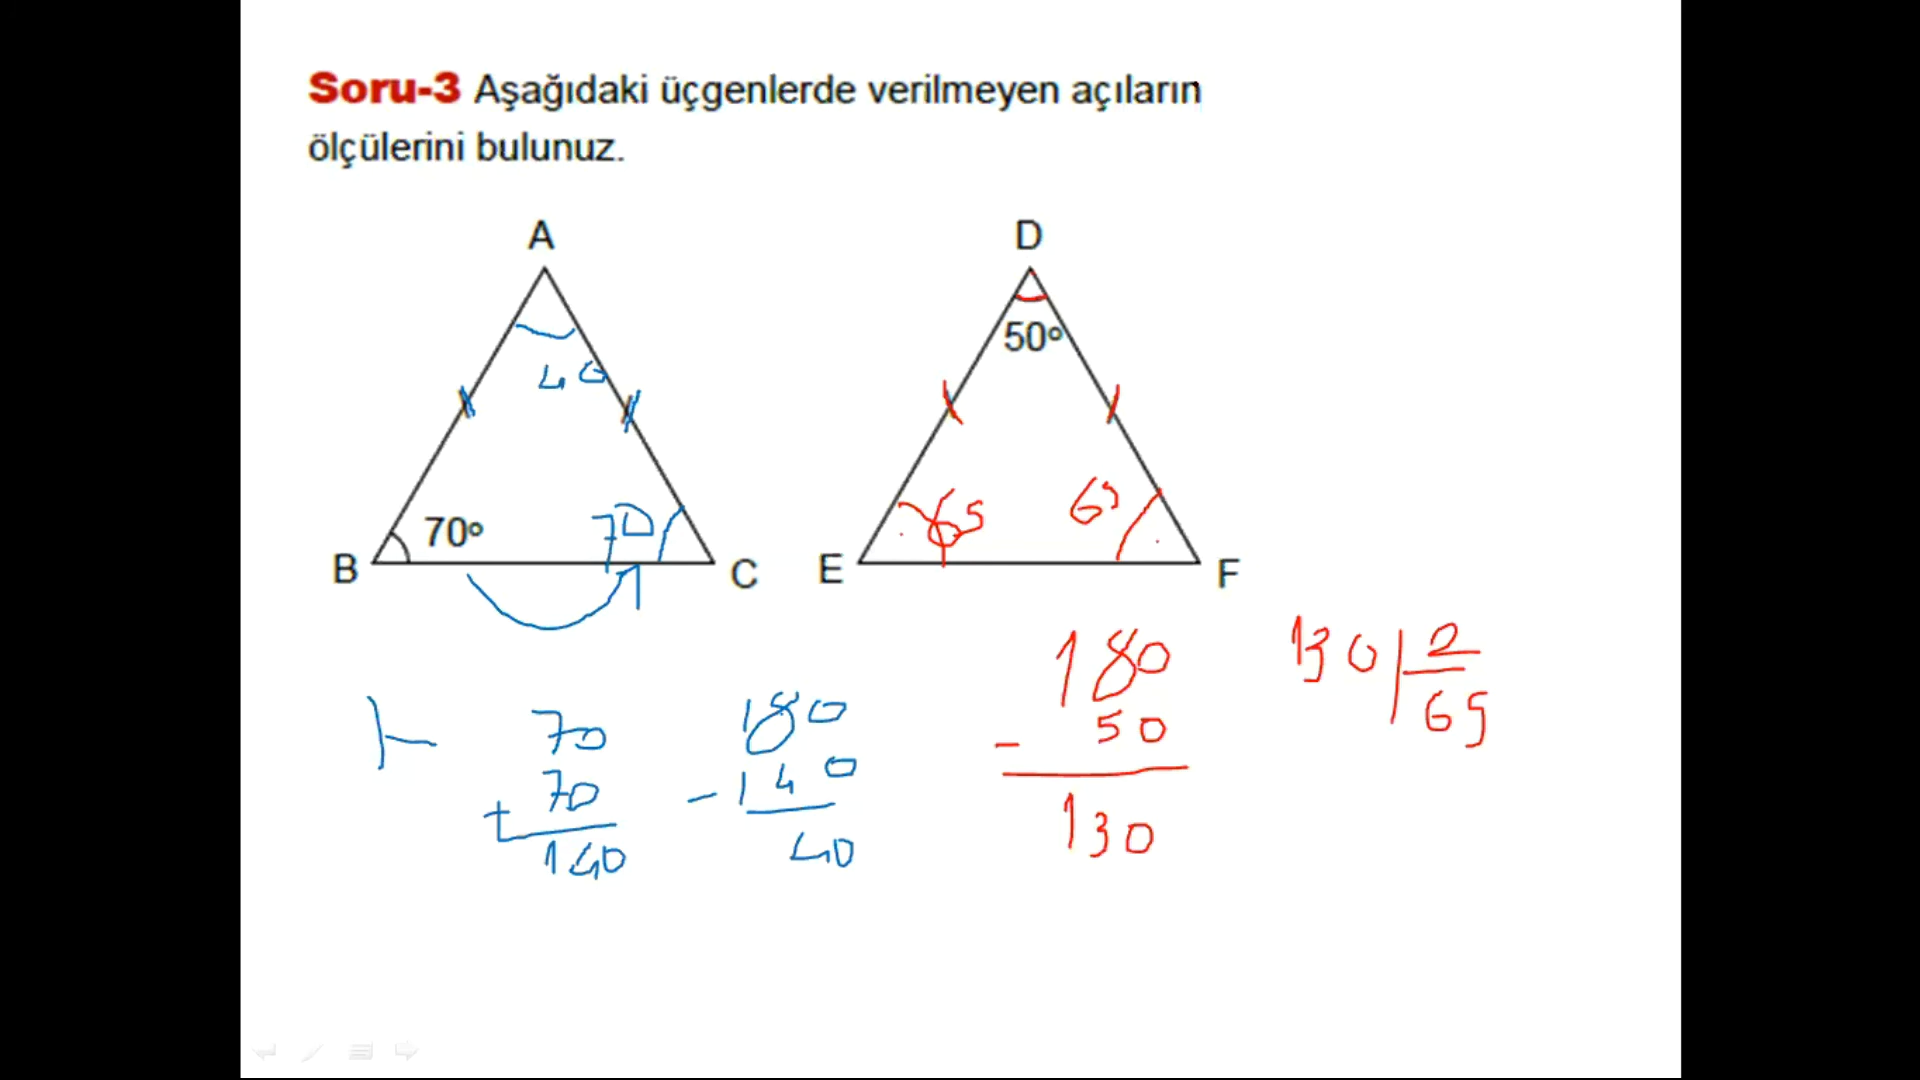 Soru-3 Aşağıdaki üçgenlerde verilmeyen açıların
ölçülerini bulunuz.
A
D
50°
40
70°
70
65
65
B
C
E
F
180
130 | 2
65
70
180
- 50
+ 70
- 140
130
140
40